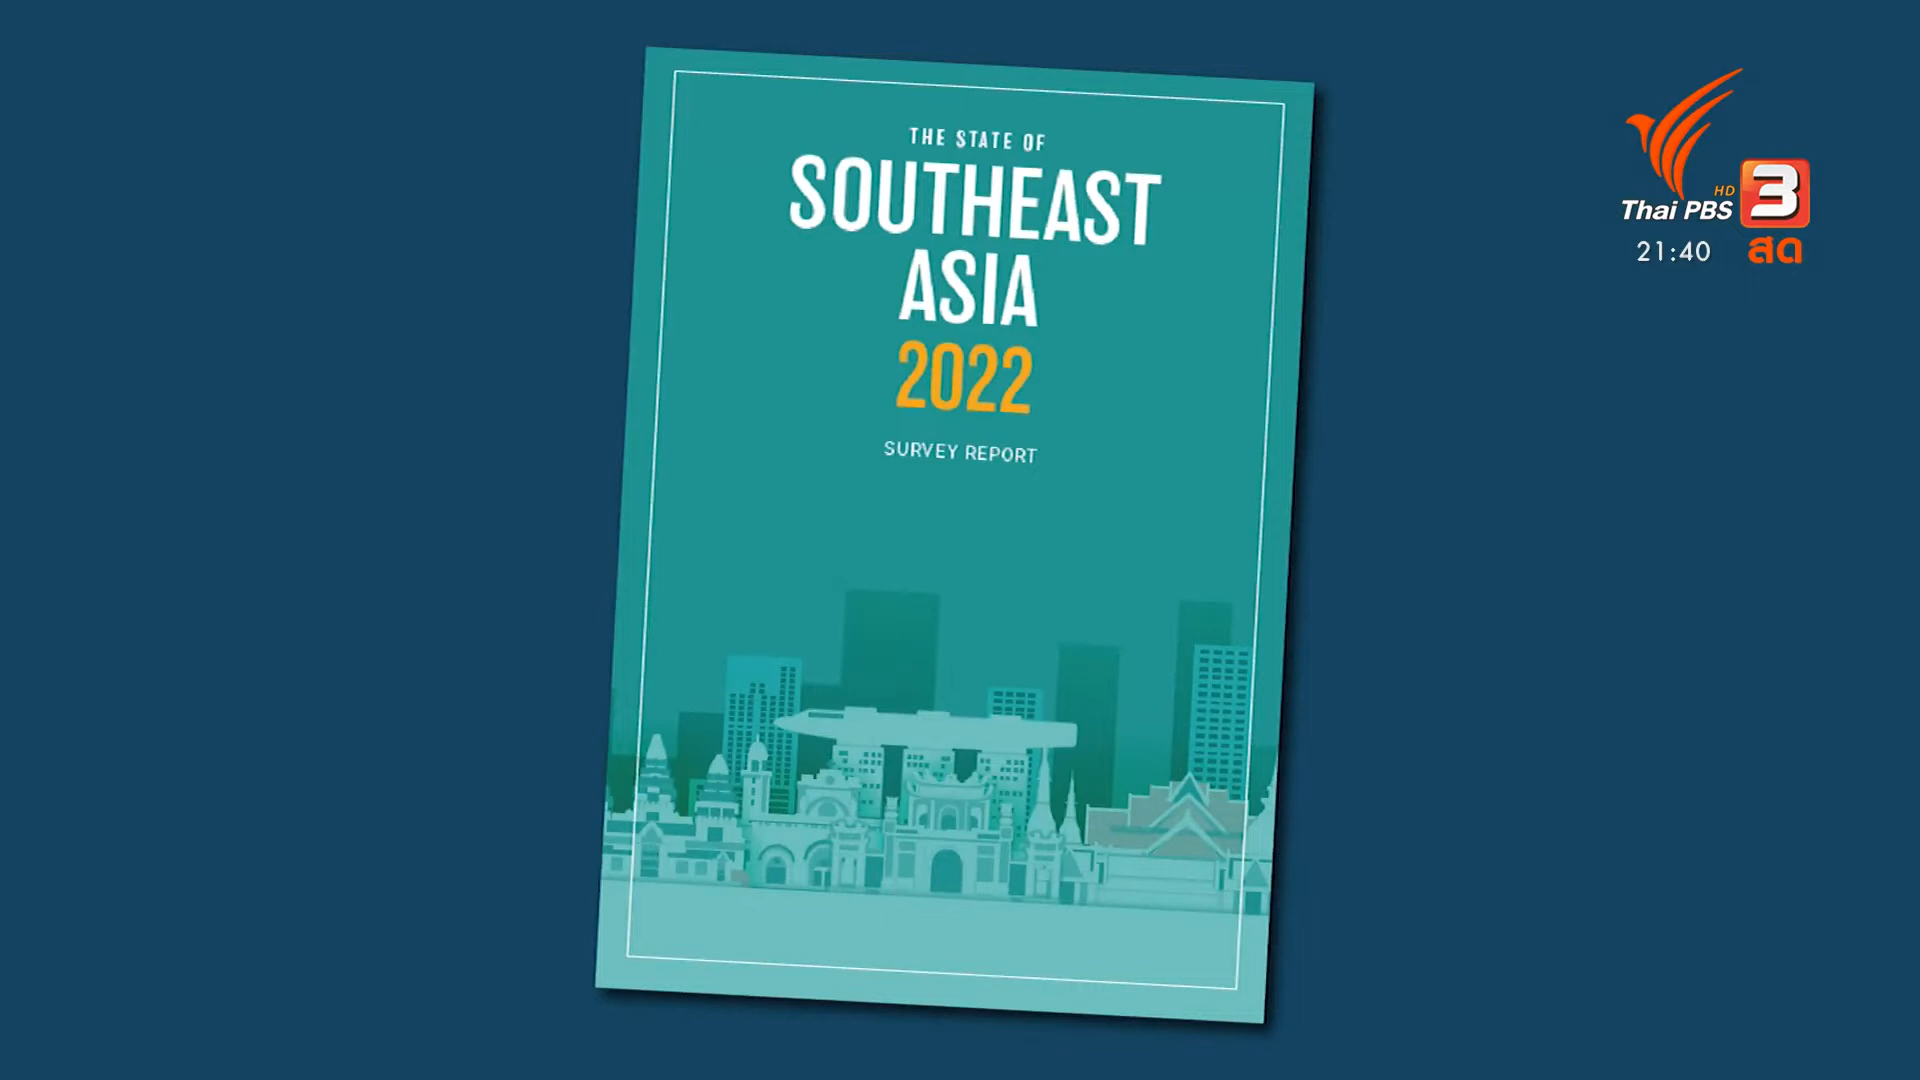 THE STATE OF
SOUTHEAST
ASIA
2022
SURVEY REPORT
HD
Thai PBS 3
21:40 สด